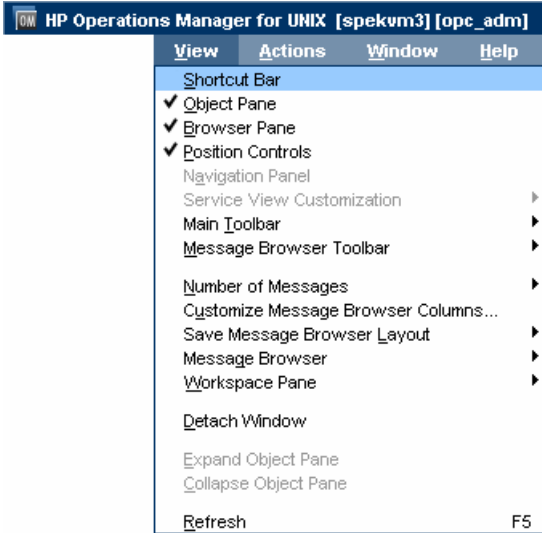 OM HP Operations Manager for UNIX [spekvm3] [opc_adm]
View Actions Window Help
Shortcut Bar
Object Pane
Browser Pane
Position Controls
Navigation Panel
Service View Customization
Main Toolbar
Message Browser Toolbar
Number of Messages
Customize Message Browser Columns...
Save Message Browser Layout
Message Browser
Workspace Pane
Detach Window
Expand Object Pane
Collapse Object Pane
Refresh F5